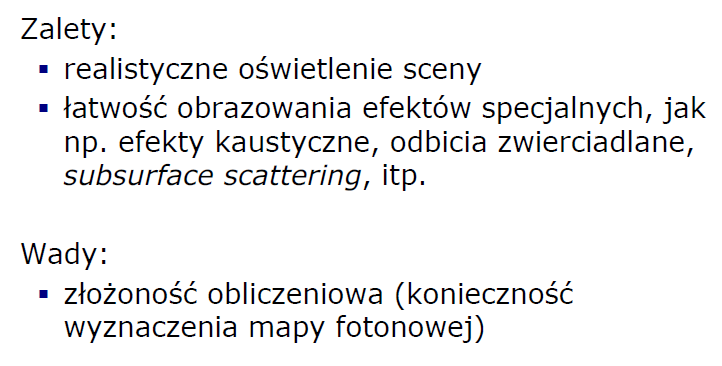 Zalety:
▪ realistyczne oświetlenie sceny
▪ łatwość obrazowania efektów specjalnych, jak
np. efekty kaustyczne, odbicia zwierciadlane,
subsurface scattering, itp.
Wady:
▪ złożoność obliczeniowa (konieczność
wyznaczenia mapy fotonowej)